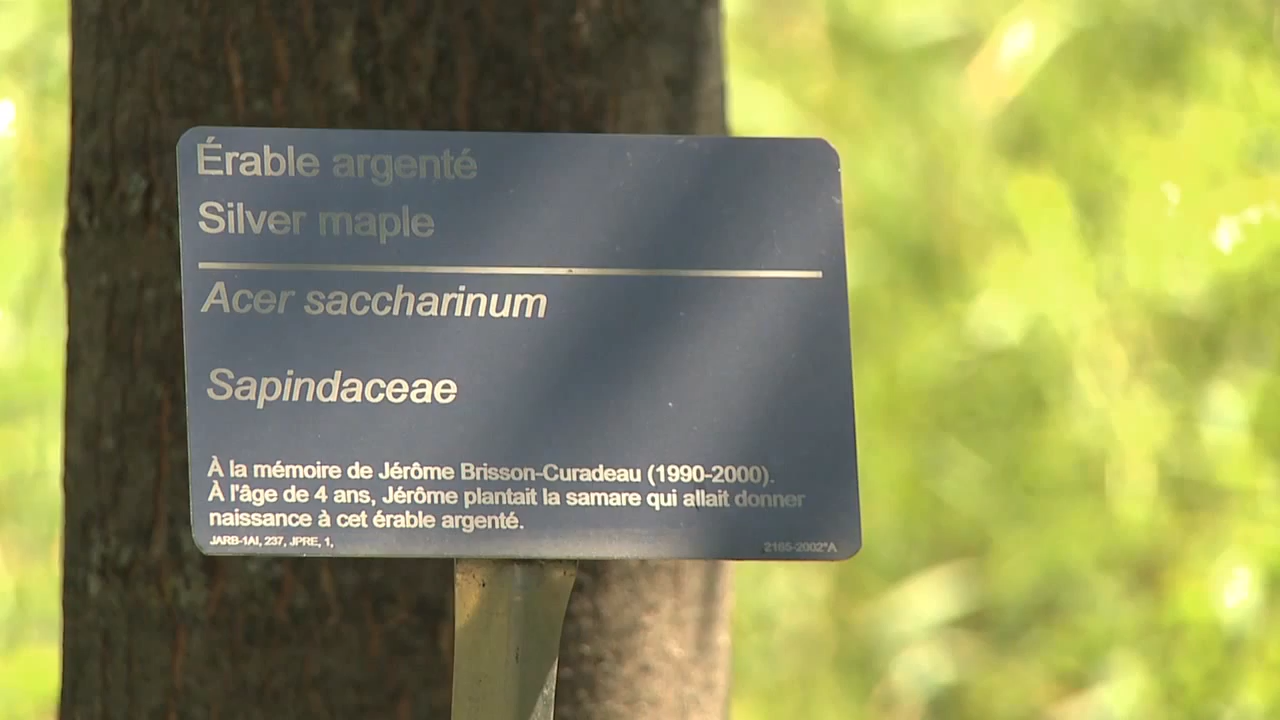 Érable argenté
Silver maple
Acer saccharinum
Sapindaceae
À la mémoire de Jérôme Brisson-Curadeau (1990-2000).
À l'âge de 4 ans, Jérôme plantait la samare qui allait donner
naissance à cet érable argenté.
JARB-1AI, 237, JPRE, 1,
2165-2002*A